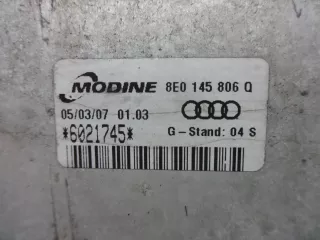 MODINE 8E0 145 806 Q
05/03/07 01.03
*6021745* G-Stand: 04 S